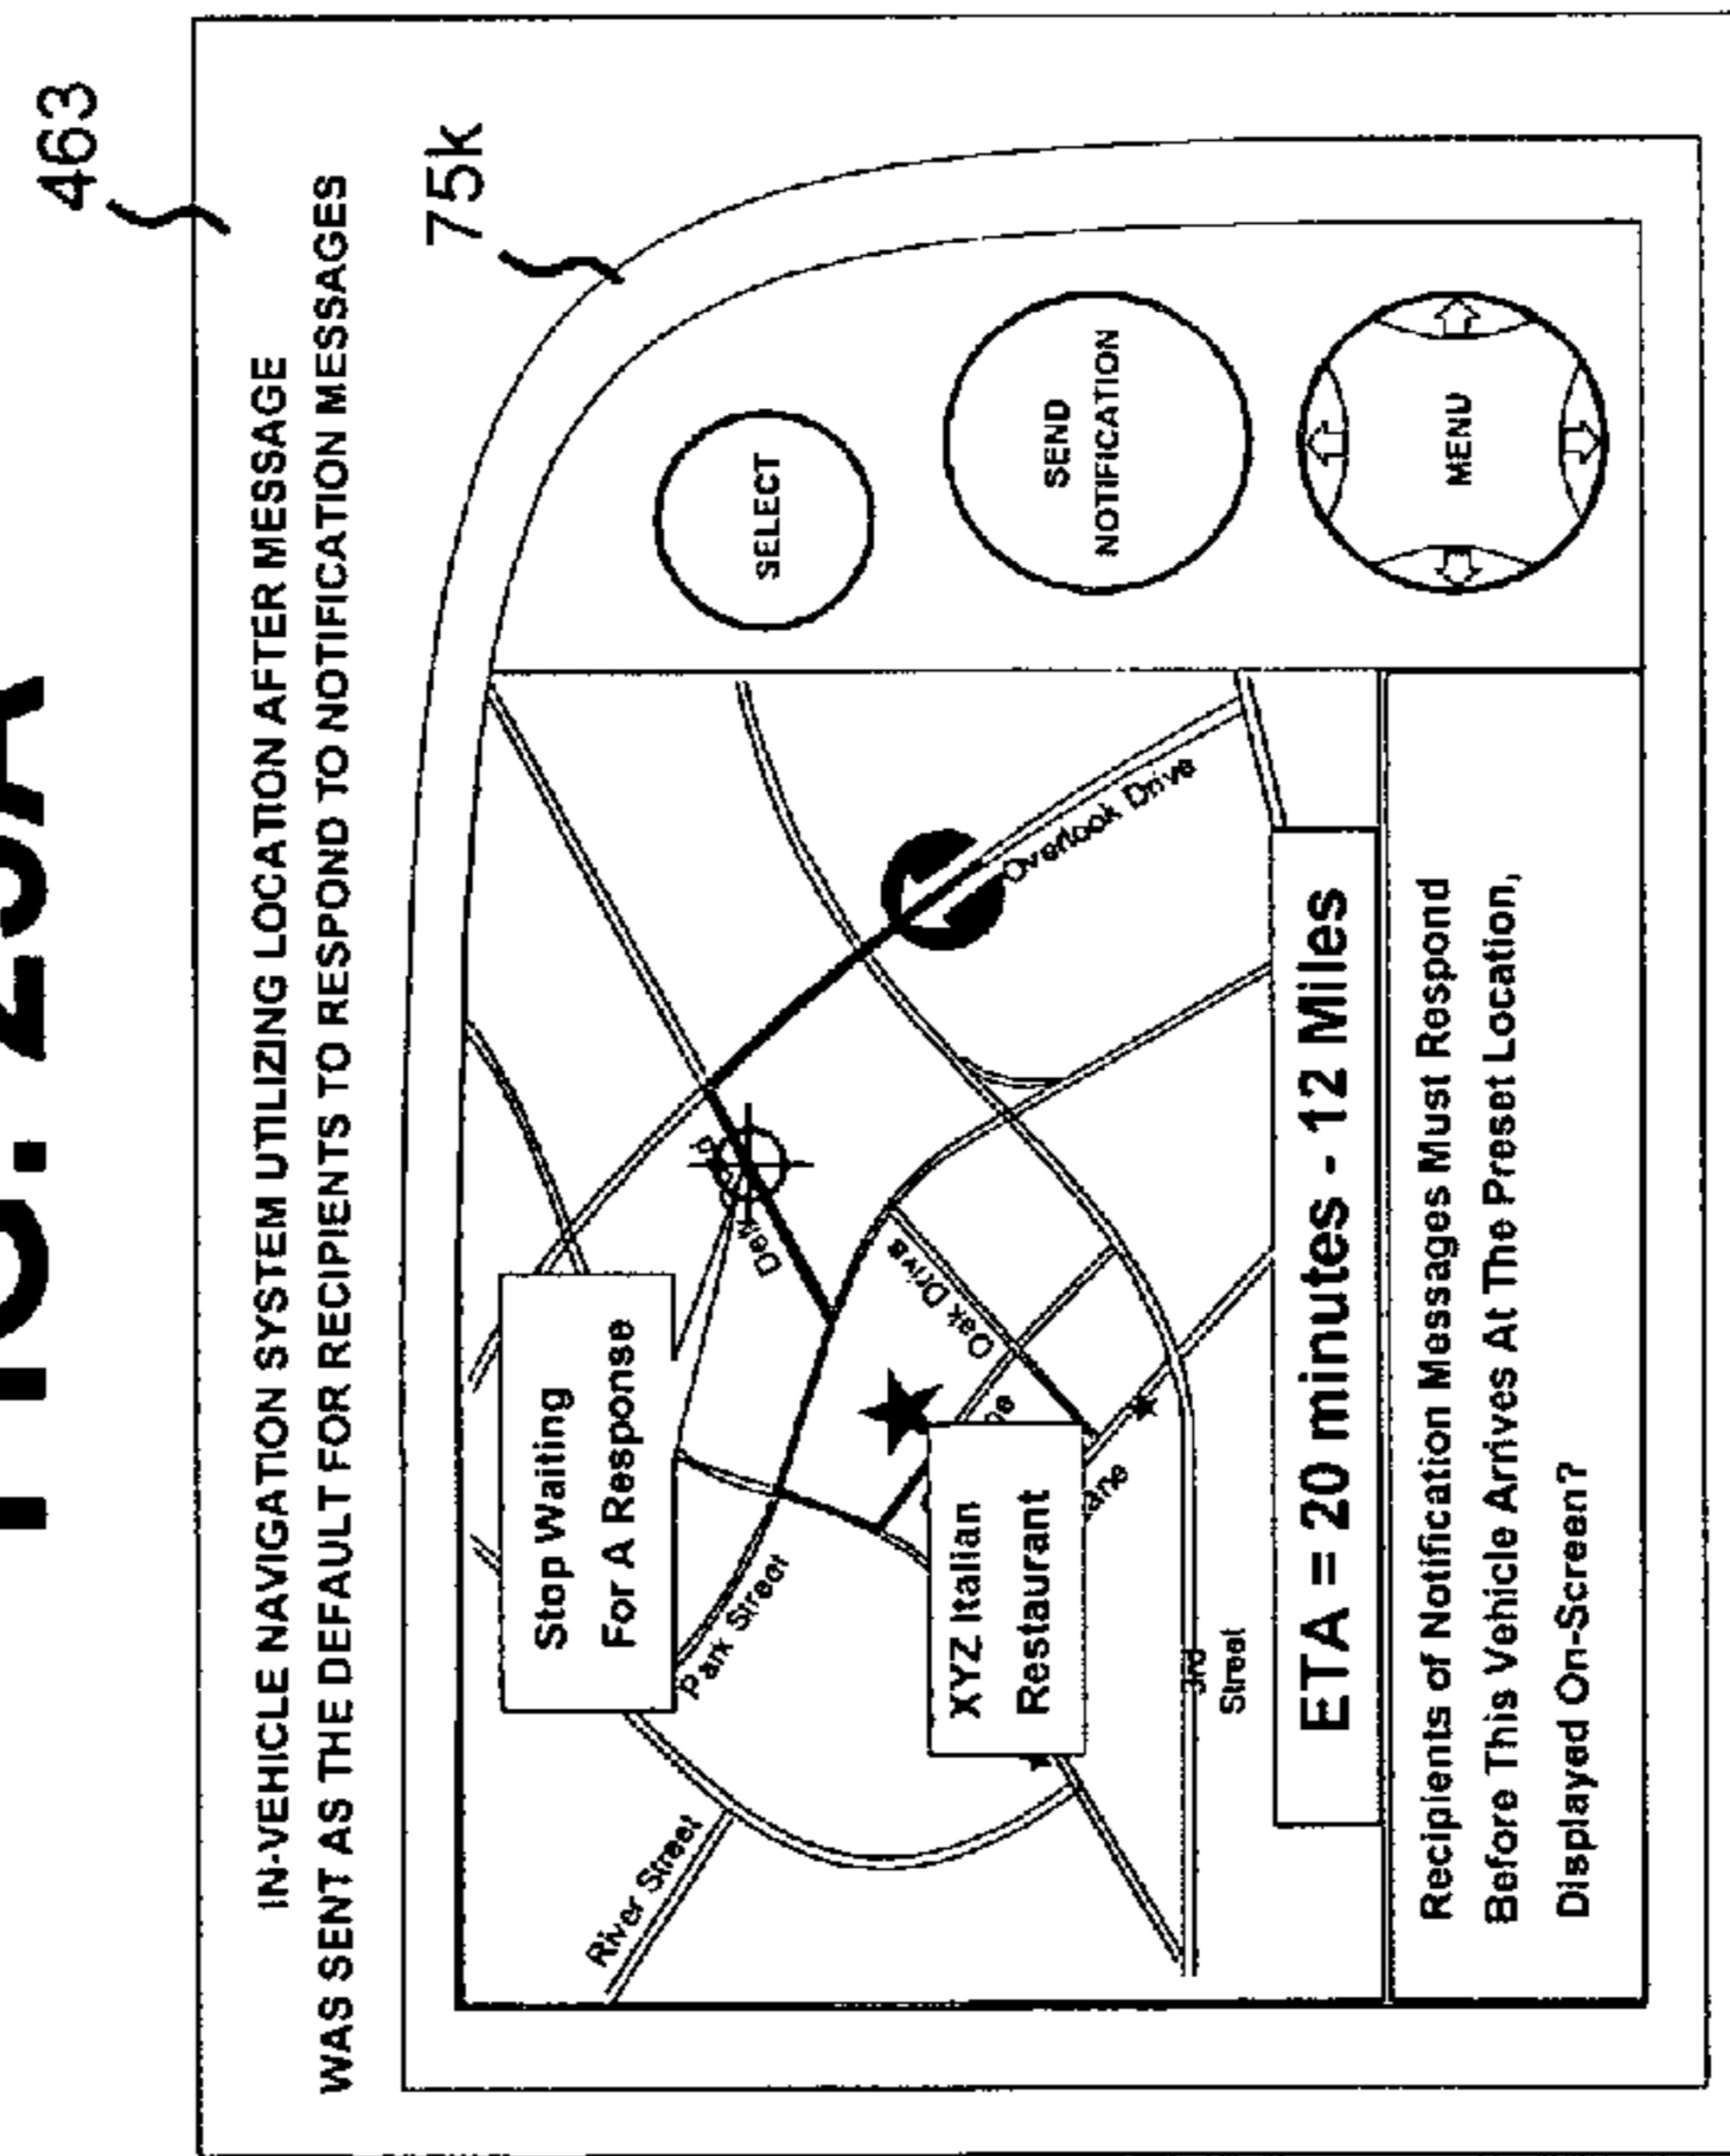 463
IN-VEHICLE NAVIGATION SYSTEM UTILIZING LOCATION AFTER MESSAGE
WAS SENT AS THE DEFAULT FOR RECIPIENTS TO RESPOND TO NOTIFICATION MESSAGES
75k
Stop Waiting
For A Response
River Street
Park Street
Oak Drive
Overlook Drive
XYZ Italian
Restaurant
3rd
Street
ETA = 20 minutes - 12 Miles
Recipients of Notification Messages Must Respond
Before This Vehicle Arrives At The Preset Location,
Displayed On-Screen?
SELECT
SEND
NOTIFICATION
MENU